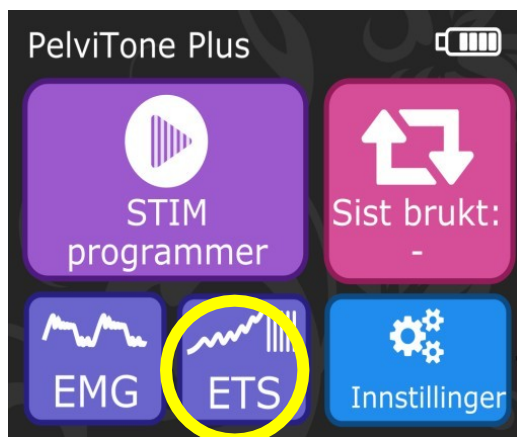 PelviTone Plus
STIM
programmer
Sist brukt:
-
EMG
ETS
Innstillinger